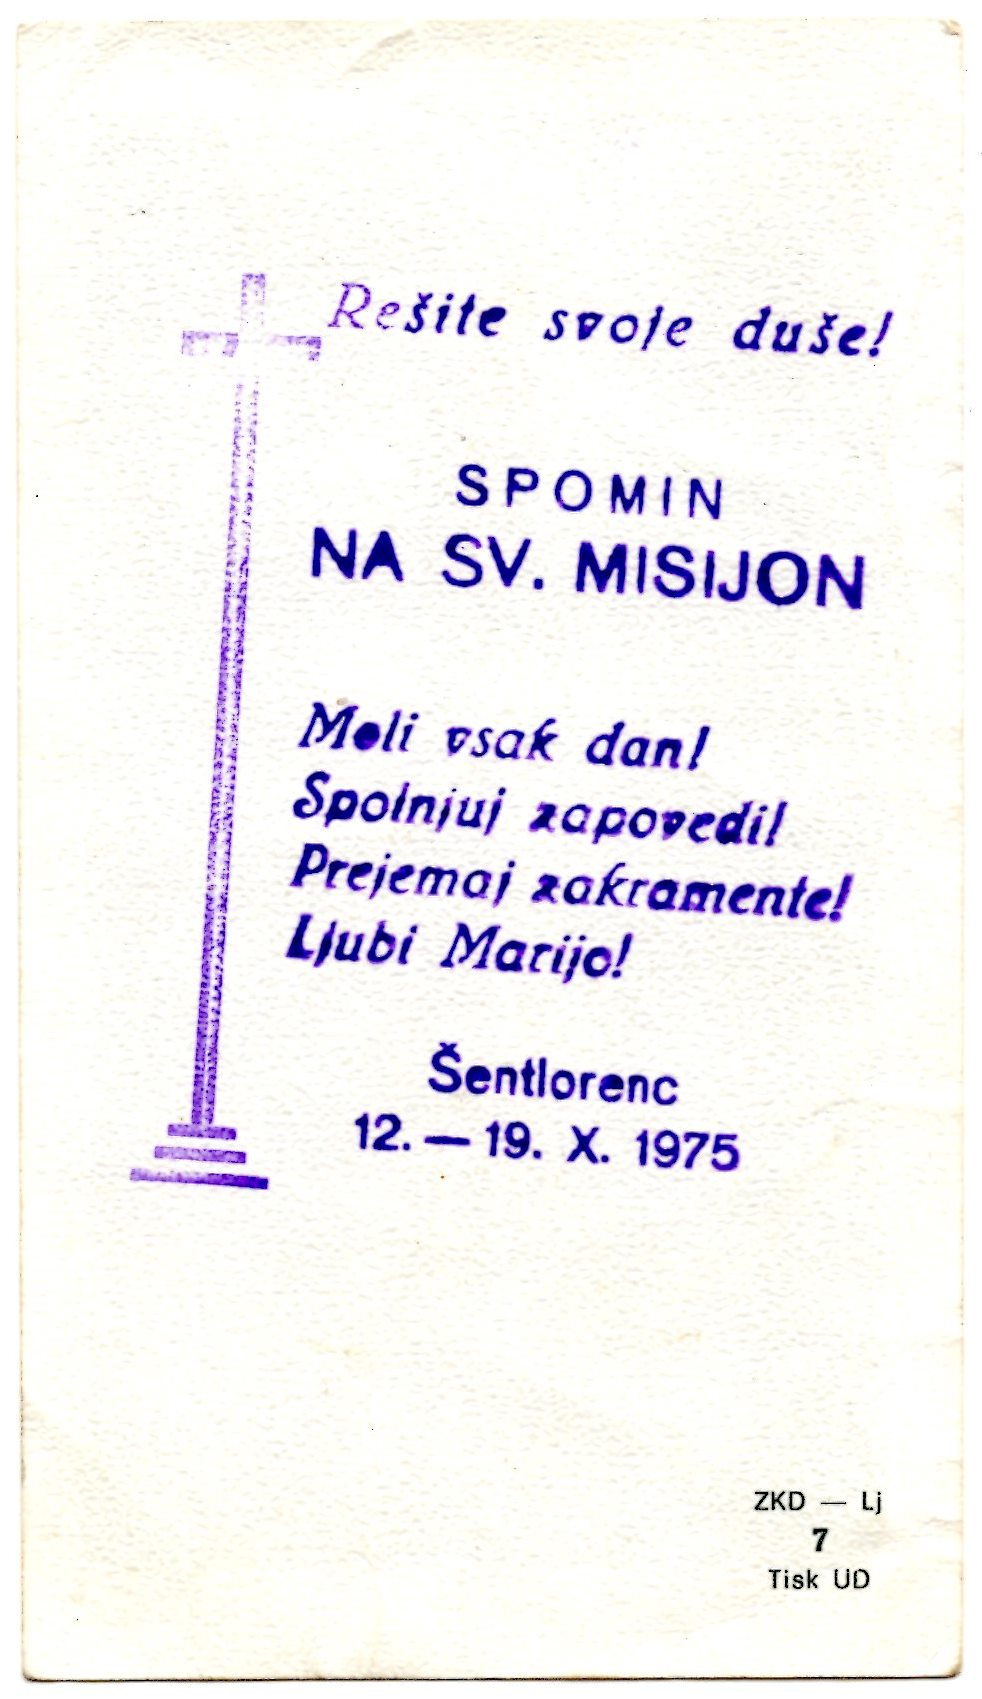 Rešite svoje duše!
SPOMIN
NA SV. MISIJON
Moli vsak dan!
Spolnjuj zapovedi!
Prejemaj zakramente!
Ljubi Marijo!
Šentlorenc
12. — 19. X. 1975
ZKD — Lj
7
Tisk UD